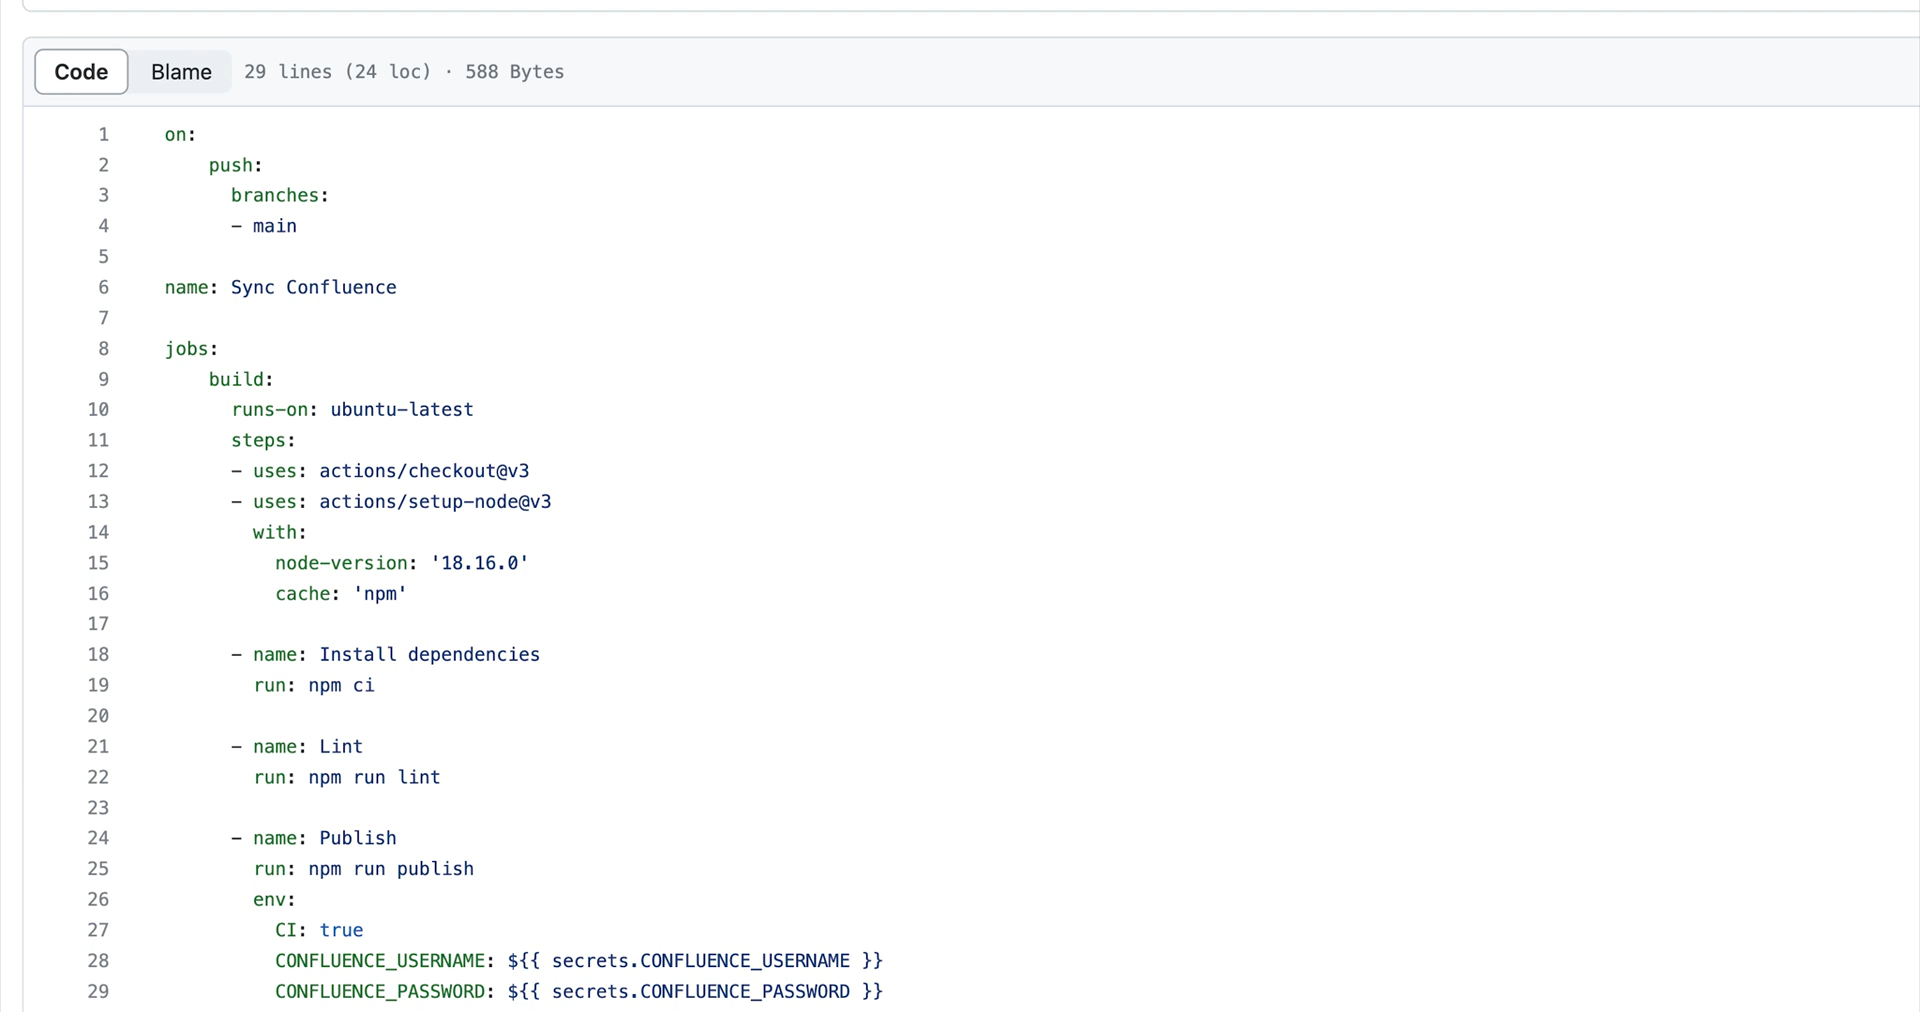 Code Blame 29 lines (24 loc) · 588 Bytes
1 on:
2 push:
3 branches:
4 - main
5
6 name: Sync Confluence
7
8 jobs:
9 build:
10 runs-on: ubuntu-latest
11 steps:
12 - uses: actions/checkout@v3
13 - uses: actions/setup-node@v3
14 with:
15 node-version: '18.16.0'
16 cache: 'npm'
17
18 - name: Install dependencies
19 run: npm ci
20
21 - name: Lint
22 run: npm run lint
23
24 - name: Publish
25 run: npm run publish
26 env:
27 CI: true
28 CONFLUENCE_USERNAME: ${{ secrets.CONFLUENCE_USERNAME }}
29 CONFLUENCE_PASSWORD: ${{ secrets.CONFLUENCE_PASSWORD }}